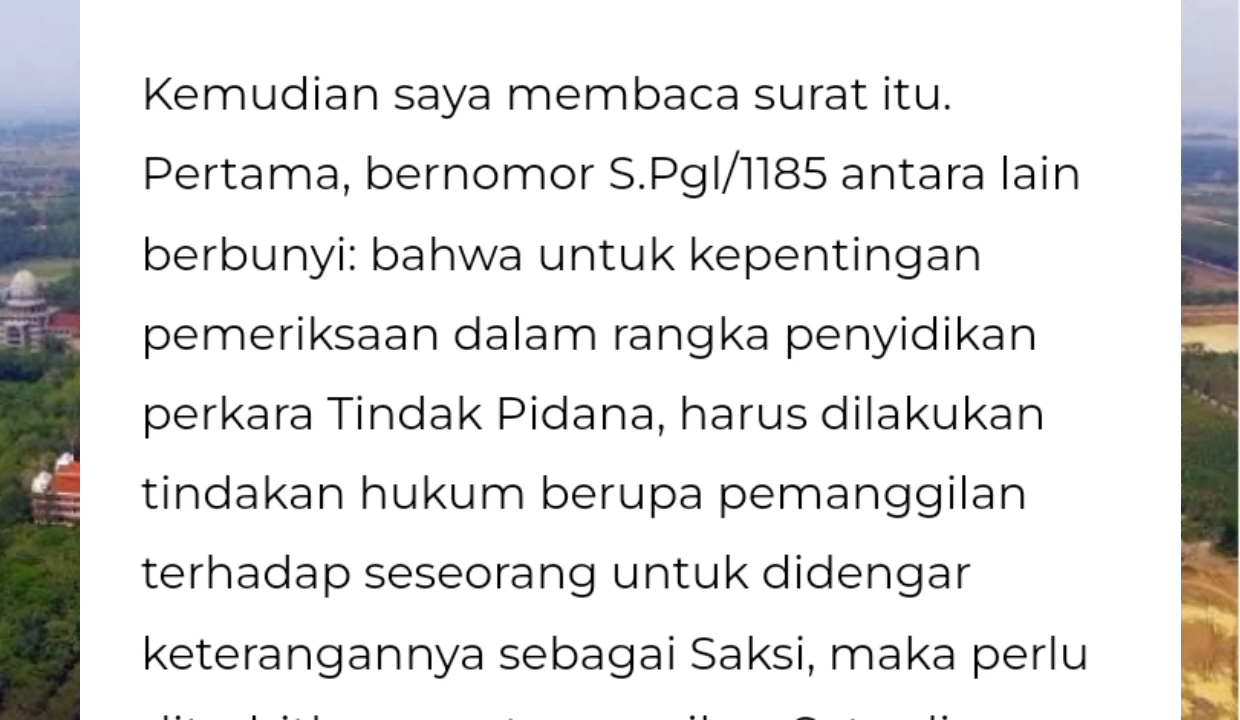 Kemudian saya membaca surat itu.
Pertama, bernomor S.Pgl/1185 antara lain
berbunyi: bahwa untuk kepentingan
pemeriksaan dalam rangka penyidikan
perkara Tindak Pidana, harus dilakukan
tindakan hukum berupa pemanggilan
terhadap seseorang untuk didengar
keterangannya sebagai Saksi, maka perlu